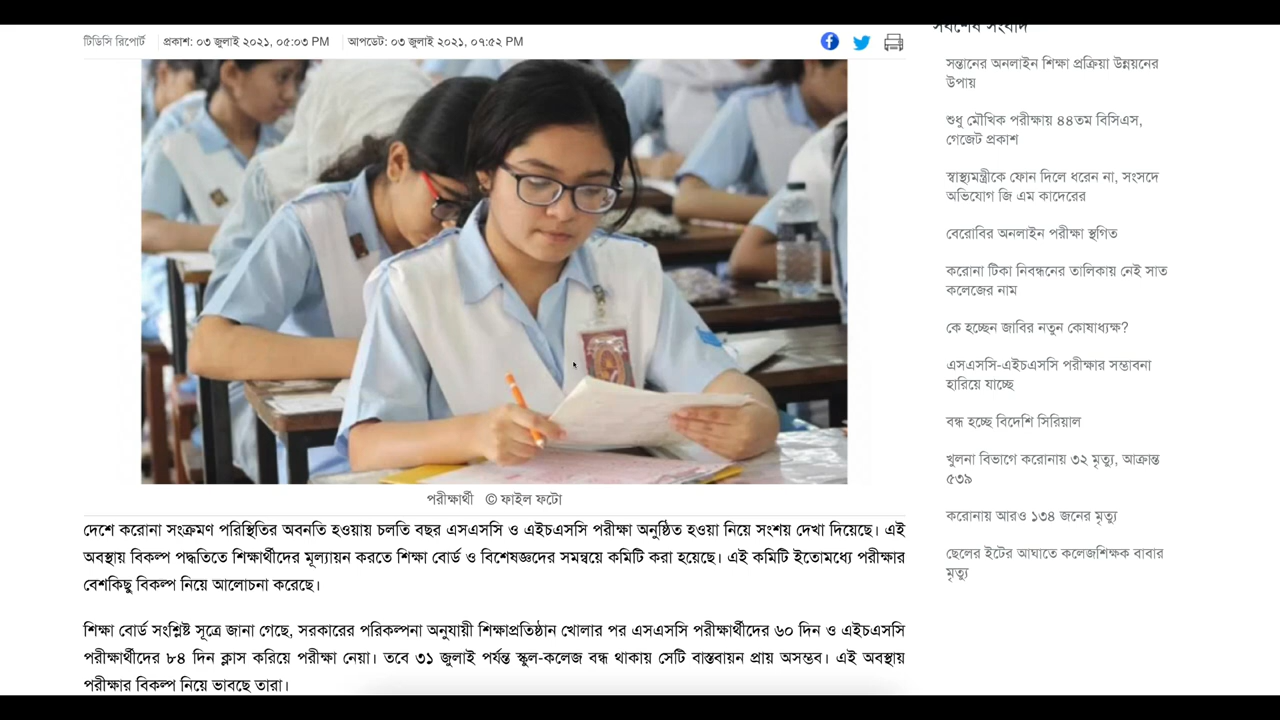 সর্বশেষ সংবাদ
টিডিসি রিপোর্ট প্রকাশ: ০৩ জুলাই ২০২১, ০৫:০৩ PM আপডেট: ০৩ জুলাই ২০২১, ০৭:৫২ PM
পরীক্ষার্থী © ফাইল ফটো
দেশে করোনা সংক্রমণ পরিস্থিতির অবনতি হওয়ায় চলতি বছর এসএসসি ও এইচএসসি পরীক্ষা অনুষ্ঠিত হওয়া নিয়ে সংশয় দেখা দিয়েছে। এই
অবস্থায় বিকল্প পদ্ধতিতে শিক্ষার্থীদের মূল্যায়ন করতে শিক্ষা বোর্ড ও বিশেষজ্ঞদের সমন্বয়ে কমিটি করা হয়েছে। এই কমিটি ইতোমধ্যে পরীক্ষার
বেশকিছু বিকল্প নিয়ে আলোচনা করেছে।
শিক্ষা বোর্ড সংশ্লিষ্ট সূত্রে জানা গেছে, সরকারের পরিকল্পনা অনুযায়ী শিক্ষাপ্রতিষ্ঠান খোলার পর এসএসসি পরীক্ষার্থীদের ৬০ দিন ও এইচএসসি
পরীক্ষার্থীদের ৮৪ দিন ক্লাস করিয়ে পরীক্ষা নেয়া। তবে ৩১ জুলাই পর্যন্ত স্কুল-কলেজ বন্ধ থাকায় সেটি বাস্তবায়ন প্রায় অসম্ভব। এই অবস্থায়
পরীক্ষার বিকল্প নিয়ে ভাবছে তারা।
সন্তানের অনলাইন শিক্ষা প্রক্রিয়া উন্নয়নের
উপায়
শুধু মৌখিক পরীক্ষায় ৪৪তম বিসিএস,
গেজেট প্রকাশ
স্বাস্থ্যমন্ত্রীকে ফোন দিলে ধরেন না, সংসদে
অভিযোগ জি এম কাদেরের
বেরোবির অনলাইন পরীক্ষা স্থগিত
করোনা টিকা নিবন্ধনের তালিকায় নেই সাত
কলেজের নাম
কে হচ্ছেন জাবির নতুন কোষাধ্যক্ষ?
এসএসসি-এইচএসসি পরীক্ষার সম্ভাবনা
হারিয়ে যাচ্ছে
বন্ধ হচ্ছে বিদেশি সিরিয়াল
খুলনা বিভাগে করোনায় ৩২ মৃত্যু, আক্রান্ত
৫৩৯
করোনায় আরও ১৩৪ জনের মৃত্যু
ছেলের ইটের আঘাতে কলেজশিক্ষক বাবার
মৃত্যু